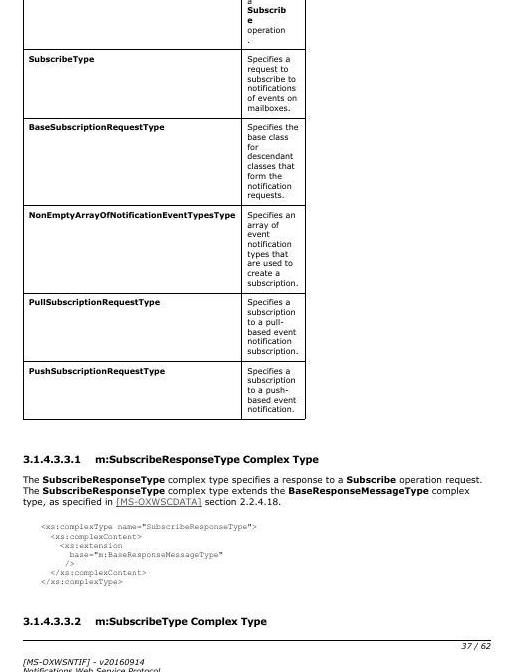 a
Subscrib
e
operation
.
SubscribeType
Specifies a
request to
subscribe to
notifications
of events on
mailboxes.
BaseSubscriptionRequestType
Specifies the
base class
for
descendant
classes that
form the
notification
requests.
NonEmptyArrayOfNotificationEventTypesType
Specifies an
array of
event
notification
types that
are used to
create a
subscription.
PullSubscriptionRequestType
Specifies a
subscription
to a pull-
based event
notification
subscription.
PushSubscriptionRequestType
Specifies a
subscription
to a push-
based event
notification.
3.1.4.3.3.1 m:SubscribeResponseType Complex Type
The SubscribeResponseType complex type specifies a response to a Subscribe operation request.
The SubscribeResponseType complex type extends the BaseResponseMessageType complex
type, as specified in [MS-OXWSCDATA] section 2.2.4.18.
<xs:complexType name="SubscribeResponseType">
<xs:complexContent>
<xs:extension
base="m:BaseResponseMessageType"
/>
</xs:complexContent>
</xs:complexType>
3.1.4.3.3.2 m:SubscribeType Complex Type
37 / 62
[MS-OXWSNTIF] - v20160914
Notifications Web Service Protocol